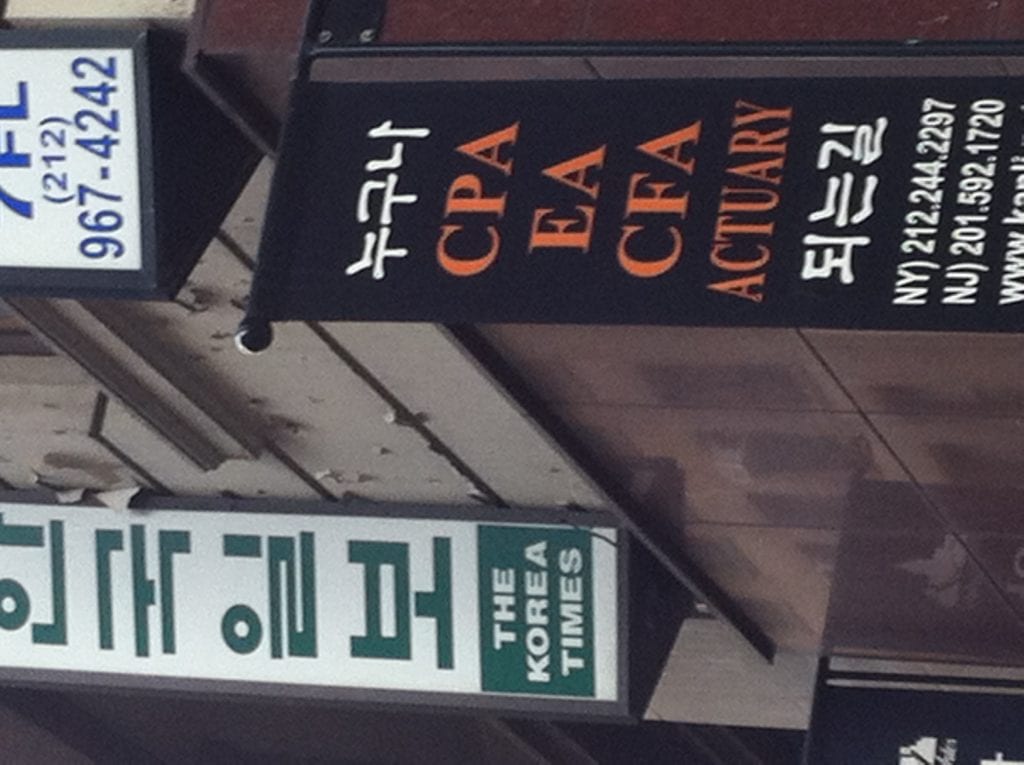 7FL
(212)
967-4242
누구나
CPA
EA
CFA
ACTUARY
되는길
NY) 212.244.2297
NJ) 201.592.1720
한
국
일
보
THE
KOREA
TIMES